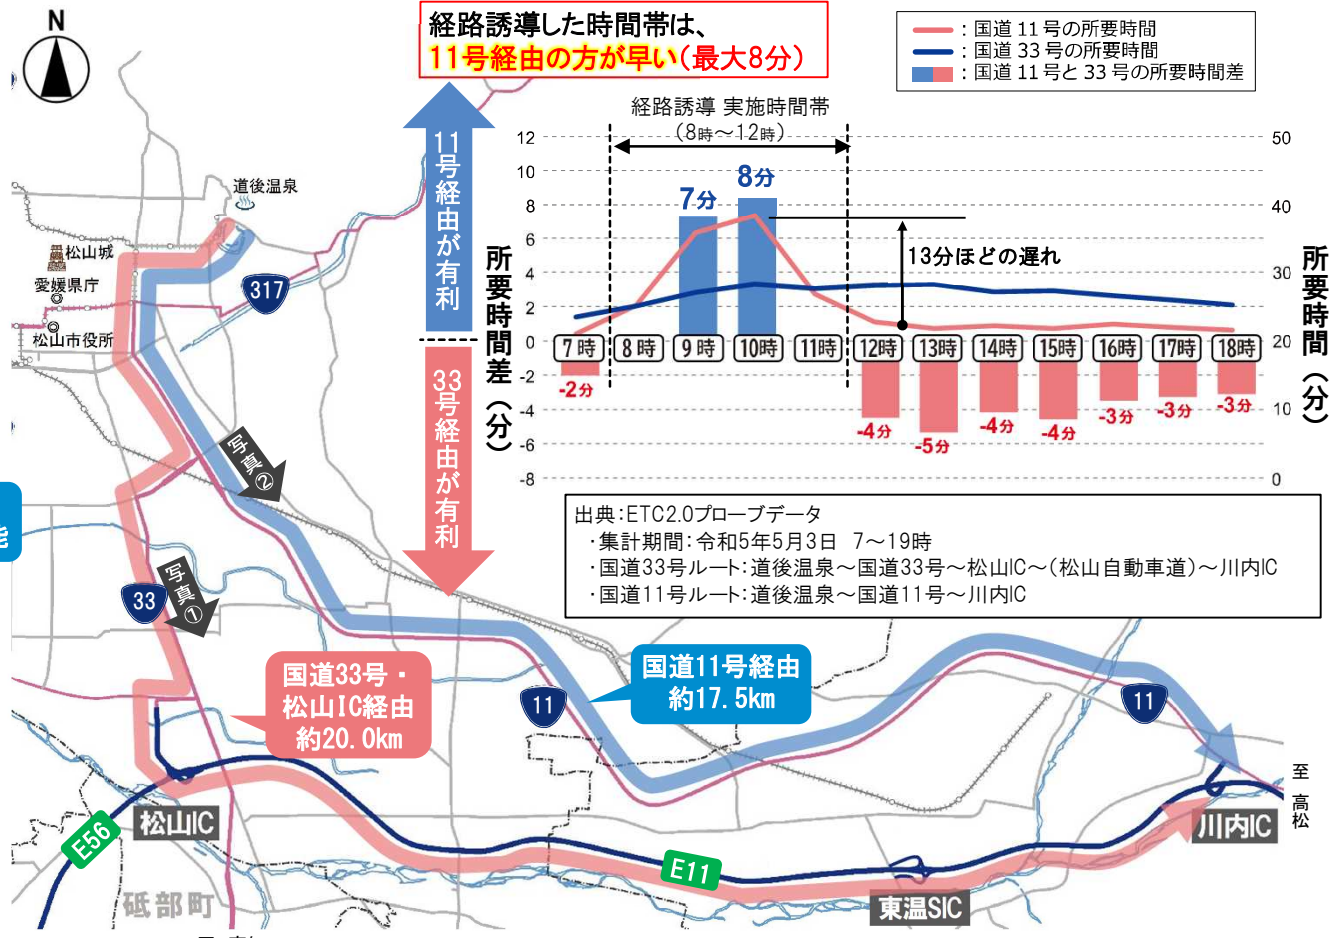 N
経路誘導した時間帯は、
11号経由の方が早い(最大8分)
：国道11号の所要時間
：国道33号の所要時間
：国道11号と33号の所要時間差
11号経由が有利
33号経由が有利
経路誘導 実施時間帯
（8時～12時）
所要時間差（分）
12
10
8
6
4
2
0
-2
-4
-6
-8
所要時間（分）
50
40
30
20
10
0
7分
8分
13分ほどの遅れ
7時
8時
9時
10時
11時
12時
13時
14時
15時
16時
17時
18時
-2分
-4分
-5分
-4分
-4分
-3分
-3分
-3分
出典：ETC2.0プローブデータ
・集計期間：令和5年5月3日　7～19時
・国道33号ルート：道後温泉～国道33号～松山IC～（松山自動車道）～川内IC
・国道11号ルート：道後温泉～国道11号～川内IC
道後温泉
松山城
愛媛県庁
松山市役所
317
写真②
写真①
33
国道33号・
松山IC経由
約20.0km
国道11号経由
約17.5km
11
11
至 高松
松山IC
川内IC
E56
E11
東温SIC
砥部町